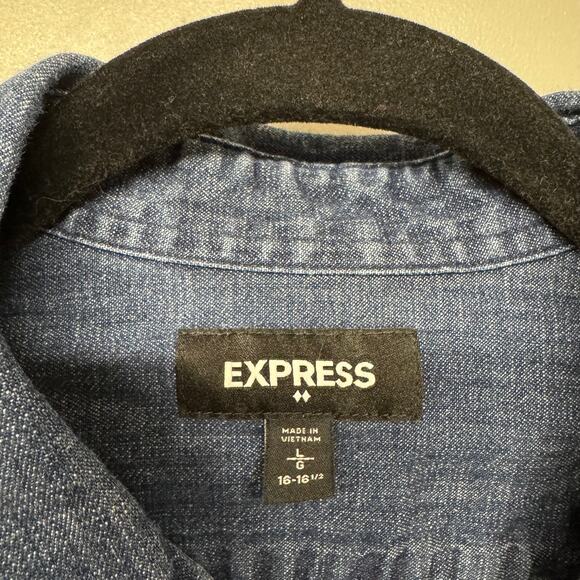 EXPRESS
MADE IN
VIETNAM
L
G
16-16 1/2